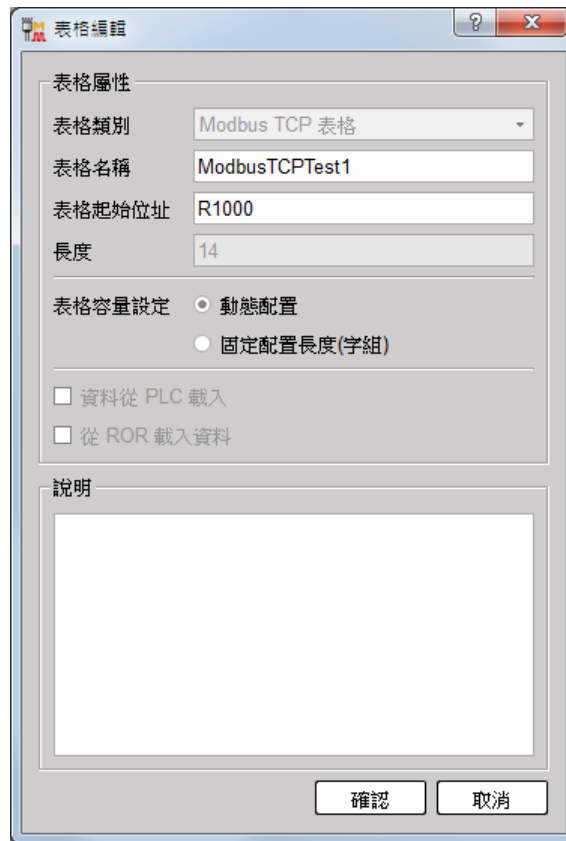 表格編輯
表格屬性
表格類別 Modbus TCP 表格
表格名稱 ModbusTCPTest1
表格起始位址 R1000
長度 14
表格容量設定 動態配置
固定配置長度(字組)
資料從 PLC 載入
從 ROR 載入資料
說明
確認 取消